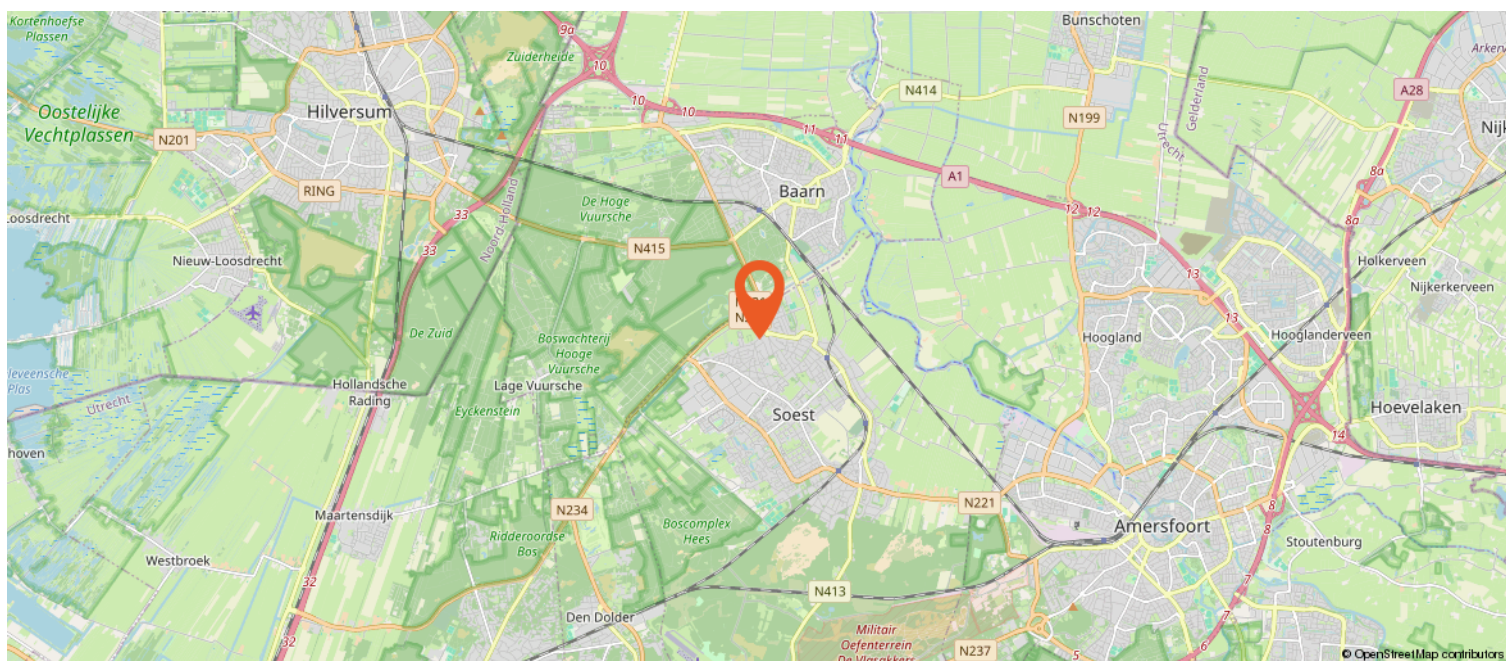 Kortenhoefse
Plassen
Zuiderheide
9a
10
10
10
Bunschoten
N414
N199
Gelderland
Utrecht
A28
Oostelijke
Vechtplassen
Hilversum
N201
RING
11
11
A1
Baarn
8a
8a
De Hoge
Vuursche
33
33
Noord-Holland
12
12
Nieuw-Loosdrecht
N415
13
13
Holkerveen
Nijkerkerveen
De Zuid
Boswachterij
Hooge
Vuursche
Hoogland
Hooglanderveen
Hollandsche
Rading
Lage Vuursche
Utrecht
Eyckenstein
Soest
Hoevelaken
14
N234
N221
Maartensdijk
Ridderoordse
Bos
Boscomplex
Hees
Amersfoort
8
8
Stoutenburg
Westbroek
32
32
Den Dolder
N413
7
7
6
5
Militair
Oefenterrein
De Vlasakkers
N237
© OpenStreetMap contributors